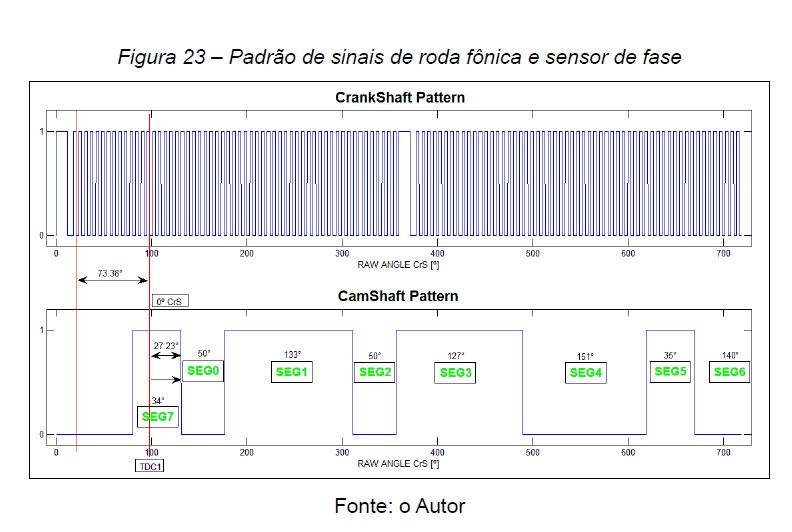 Figura 23 – Padrão de sinais de roda fônica e sensor de fase
CrankShaft Pattern
1
0
0 100 200 300 400 500 600 700
RAW ANGLE CrS [º]
73.38°
0º CrS
CamShaft Pattern
1
0
27.23°
50° 133° 50° 127° 151° 35° 140°
SEG0 SEG1 SEG2 SEG3 SEG4 SEG5 SEG6
34°
SEG7
0 100 200 300 400 500 600 700
RAW ANGLE CrS [º]
TDC1
Fonte: o Autor